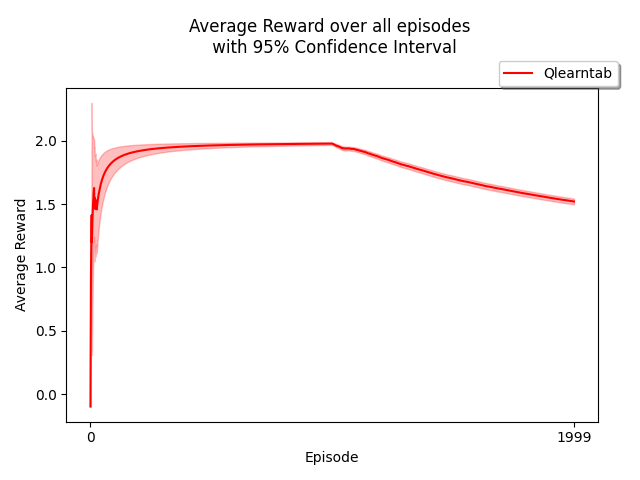 Average Reward over all episodes
with 95% Confidence Interval
Qlearntab
Average Reward
2.0
1.5
1.0
0.5
0.0
0
1999
Episode